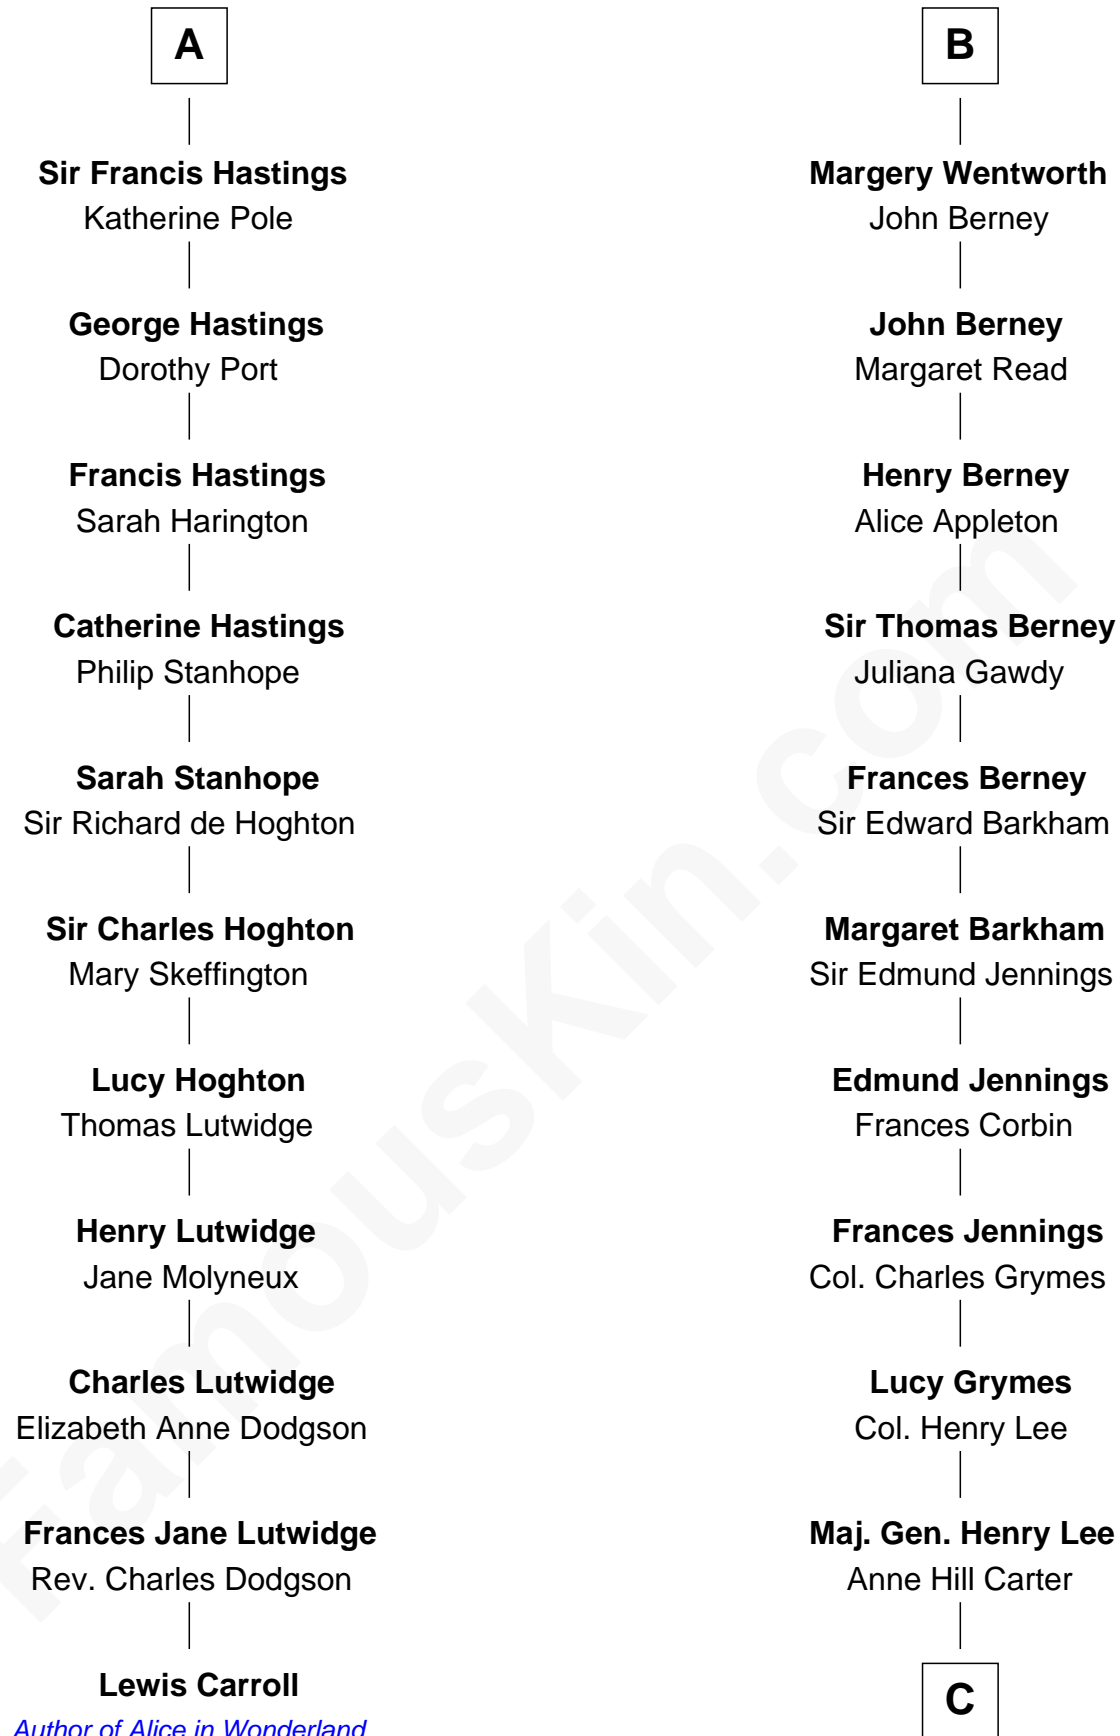 A
Sir Francis Hastings
Katherine Pole
George Hastings
Dorothy Port
Francis Hastings
Sarah Harington
Catherine Hastings
Philip Stanhope
Sarah Stanhope
Sir Richard de Hoghton
Sir Charles Hoghton
Mary Skeffington
Lucy Hoghton
Thomas Lutwidge
Henry Lutwidge
Jane Molyneux
Charles Lutwidge
Elizabeth Anne Dodgson
Frances Jane Lutwidge
Rev. Charles Dodgson
Lewis Carroll
Author of Alice in Wonderland
B
Margery Wentworth
John Berney
John Berney
Margaret Read
Henry Berney
Alice Appleton
Sir Thomas Berney
Juliana Gawdy
Frances Berney
Sir Edward Barkham
Margaret Barkham
Sir Edmund Jennings
Edmund Jennings
Frances Corbin
Frances Jennings
Col. Charles Grymes
Lucy Grymes
Col. Henry Lee
Maj. Gen. Henry Lee
Anne Hill Carter
C
FamousKin.com